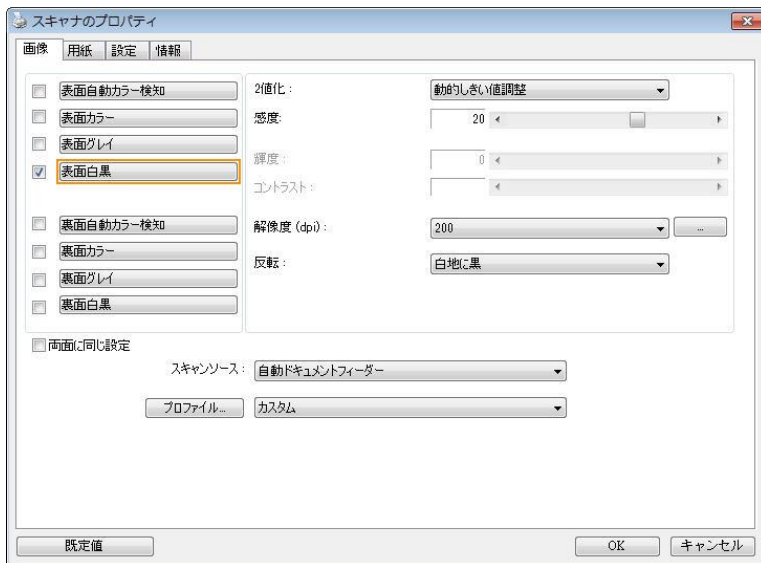 スキャナのプロパティ
画像 用紙 設定 情報
表面自動カラー検知
表面カラー
表面グレイ
表面白黒
裏面自動カラー検知
裏面カラー
裏面グレイ
裏面白黒
2値化: 動的しきい値調整
感度: 20
輝度: 0
コントラスト:
解像度 (dpi): 200 ...
反転: 白地に黒
両面に同じ設定
スキャンソース: 自動ドキュメントフィーダー
プロファイル... カスタム
既定値 OK キャンセル